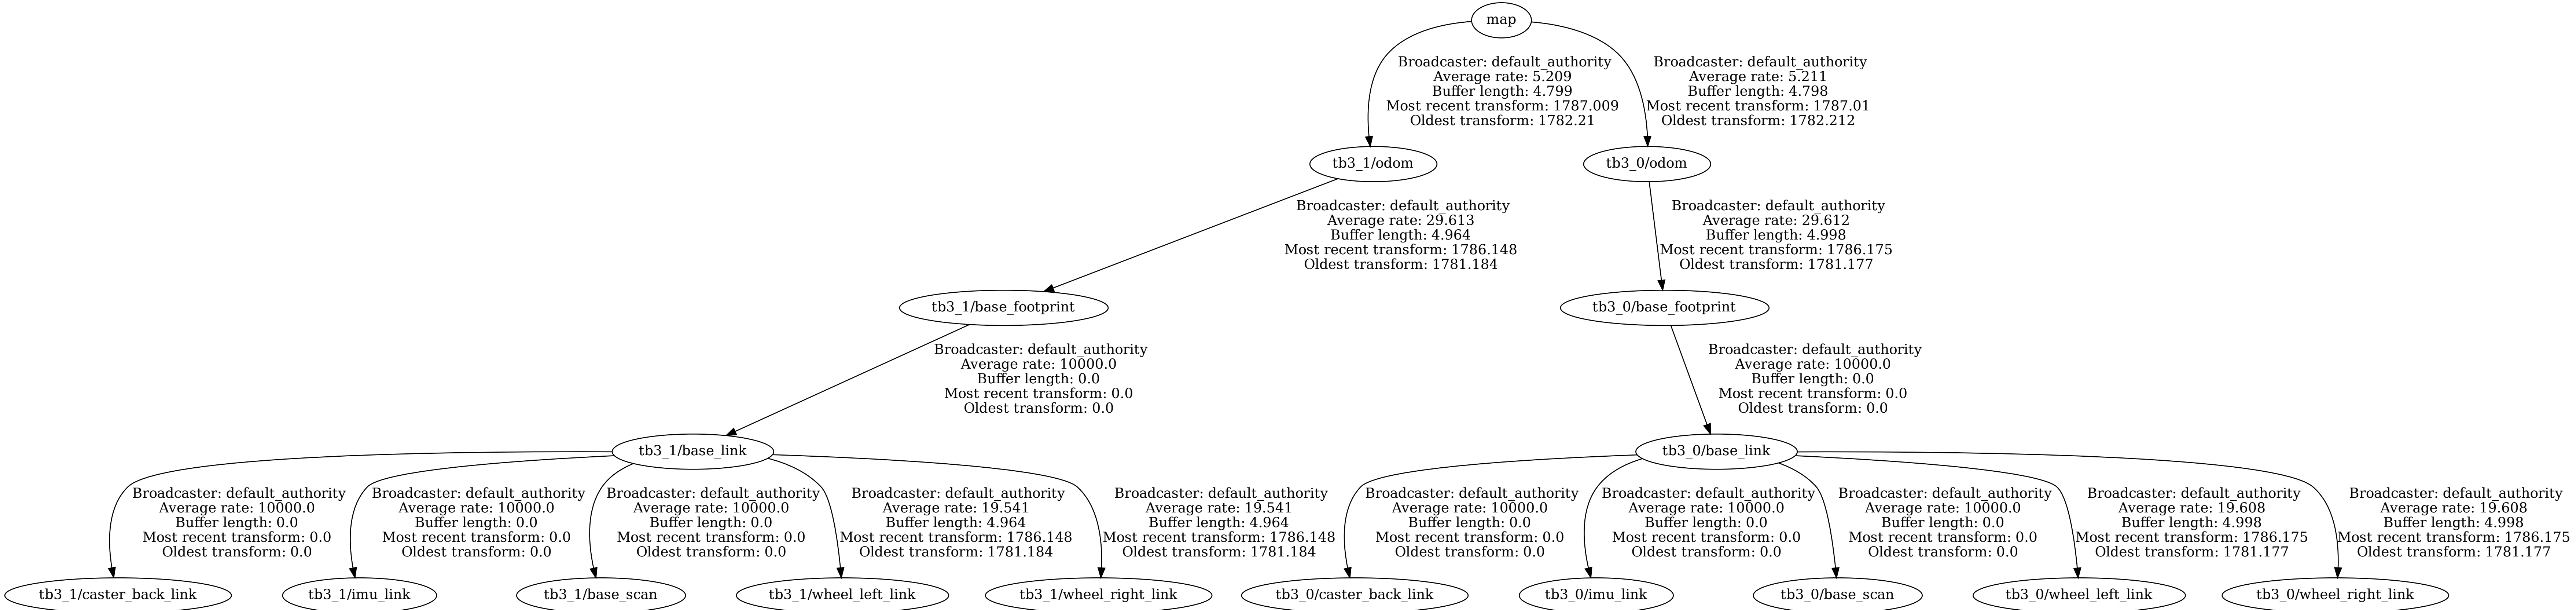 map
Broadcaster: default_authority
Average rate: 5.209
Buffer length: 4.799
Most recent transform: 1787.009
Oldest transform: 1782.21
Broadcaster: default_authority
Average rate: 5.211
Buffer length: 4.798
Most recent transform: 1787.01
Oldest transform: 1782.212
tb3_1/odom
tb3_0/odom
Broadcaster: default_authority
Average rate: 29.613
Buffer length: 4.964
Most recent transform: 1786.148
Oldest transform: 1781.184
Broadcaster: default_authority
Average rate: 29.612
Buffer length: 4.998
Most recent transform: 1786.175
Oldest transform: 1781.177
tb3_1/base_footprint
tb3_0/base_footprint
Broadcaster: default_authority
Average rate: 10000.0
Buffer length: 0.0
Most recent transform: 0.0
Oldest transform: 0.0
Broadcaster: default_authority
Average rate: 10000.0
Buffer length: 0.0
Most recent transform: 0.0
Oldest transform: 0.0
tb3_1/base_link
tb3_0/base_link
Broadcaster: default_authority
Average rate: 10000.0
Buffer length: 0.0
Most recent transform: 0.0
Oldest transform: 0.0
Broadcaster: default_authority
Average rate: 10000.0
Buffer length: 0.0
Most recent transform: 0.0
Oldest transform: 0.0
Broadcaster: default_authority
Average rate: 10000.0
Buffer length: 0.0
Most recent transform: 0.0
Oldest transform: 0.0
Broadcaster: default_authority
Average rate: 19.541
Buffer length: 4.964
Most recent transform: 1786.148
Oldest transform: 1781.184
Broadcaster: default_authority
Average rate: 19.541
Buffer length: 4.964
Most recent transform: 1786.148
Oldest transform: 1781.184
Broadcaster: default_authority
Average rate: 10000.0
Buffer length: 0.0
Most recent transform: 0.0
Oldest transform: 0.0
Broadcaster: default_authority
Average rate: 10000.0
Buffer length: 0.0
Most recent transform: 0.0
Oldest transform: 0.0
Broadcaster: default_authority
Average rate: 10000.0
Buffer length: 0.0
Most recent transform: 0.0
Oldest transform: 0.0
Broadcaster: default_authority
Average rate: 19.608
Buffer length: 4.998
Most recent transform: 1786.175
Oldest transform: 1781.177
Broadcaster: default_authority
Average rate: 19.608
Buffer length: 4.998
Most recent transform: 1786.175
Oldest transform: 1781.177
tb3_1/caster_back_link
tb3_1/imu_link
tb3_1/base_scan
tb3_1/wheel_left_link
tb3_1/wheel_right_link
tb3_0/caster_back_link
tb3_0/imu_link
tb3_0/base_scan
tb3_0/wheel_left_link
tb3_0/wheel_right_link